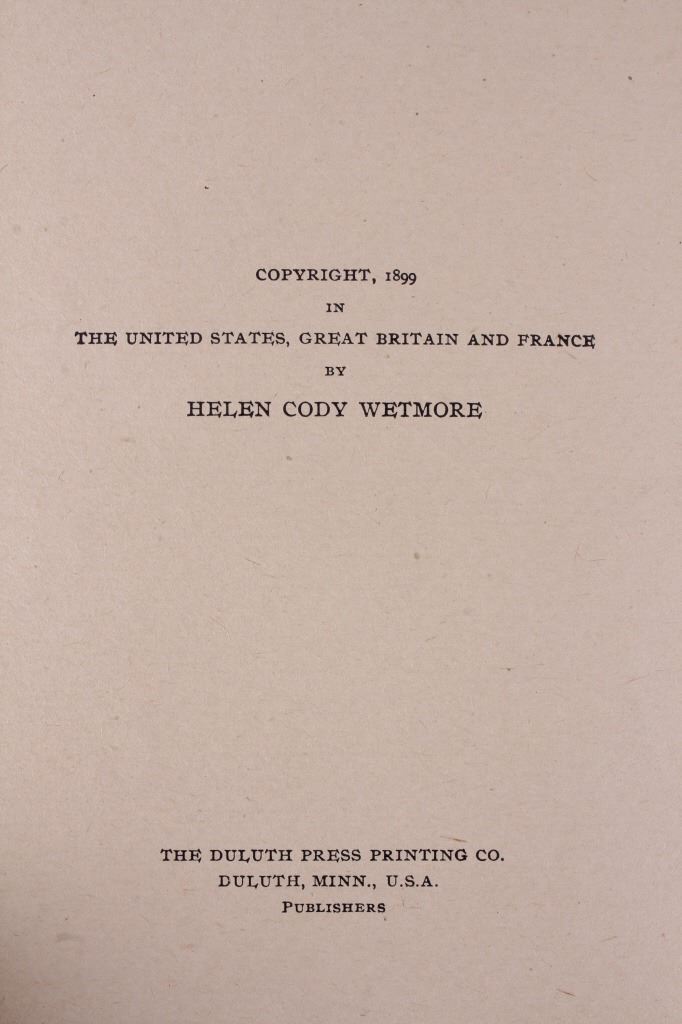 COPYRIGHT, 1899
IN
THE UNITED STATES, GREAT BRITAIN AND FRANCE
BY
HELEN CODY WETMORE
THE DULUTH PRESS PRINTING CO.
DULUTH, MINN., U.S.A.
PUBLISHERS